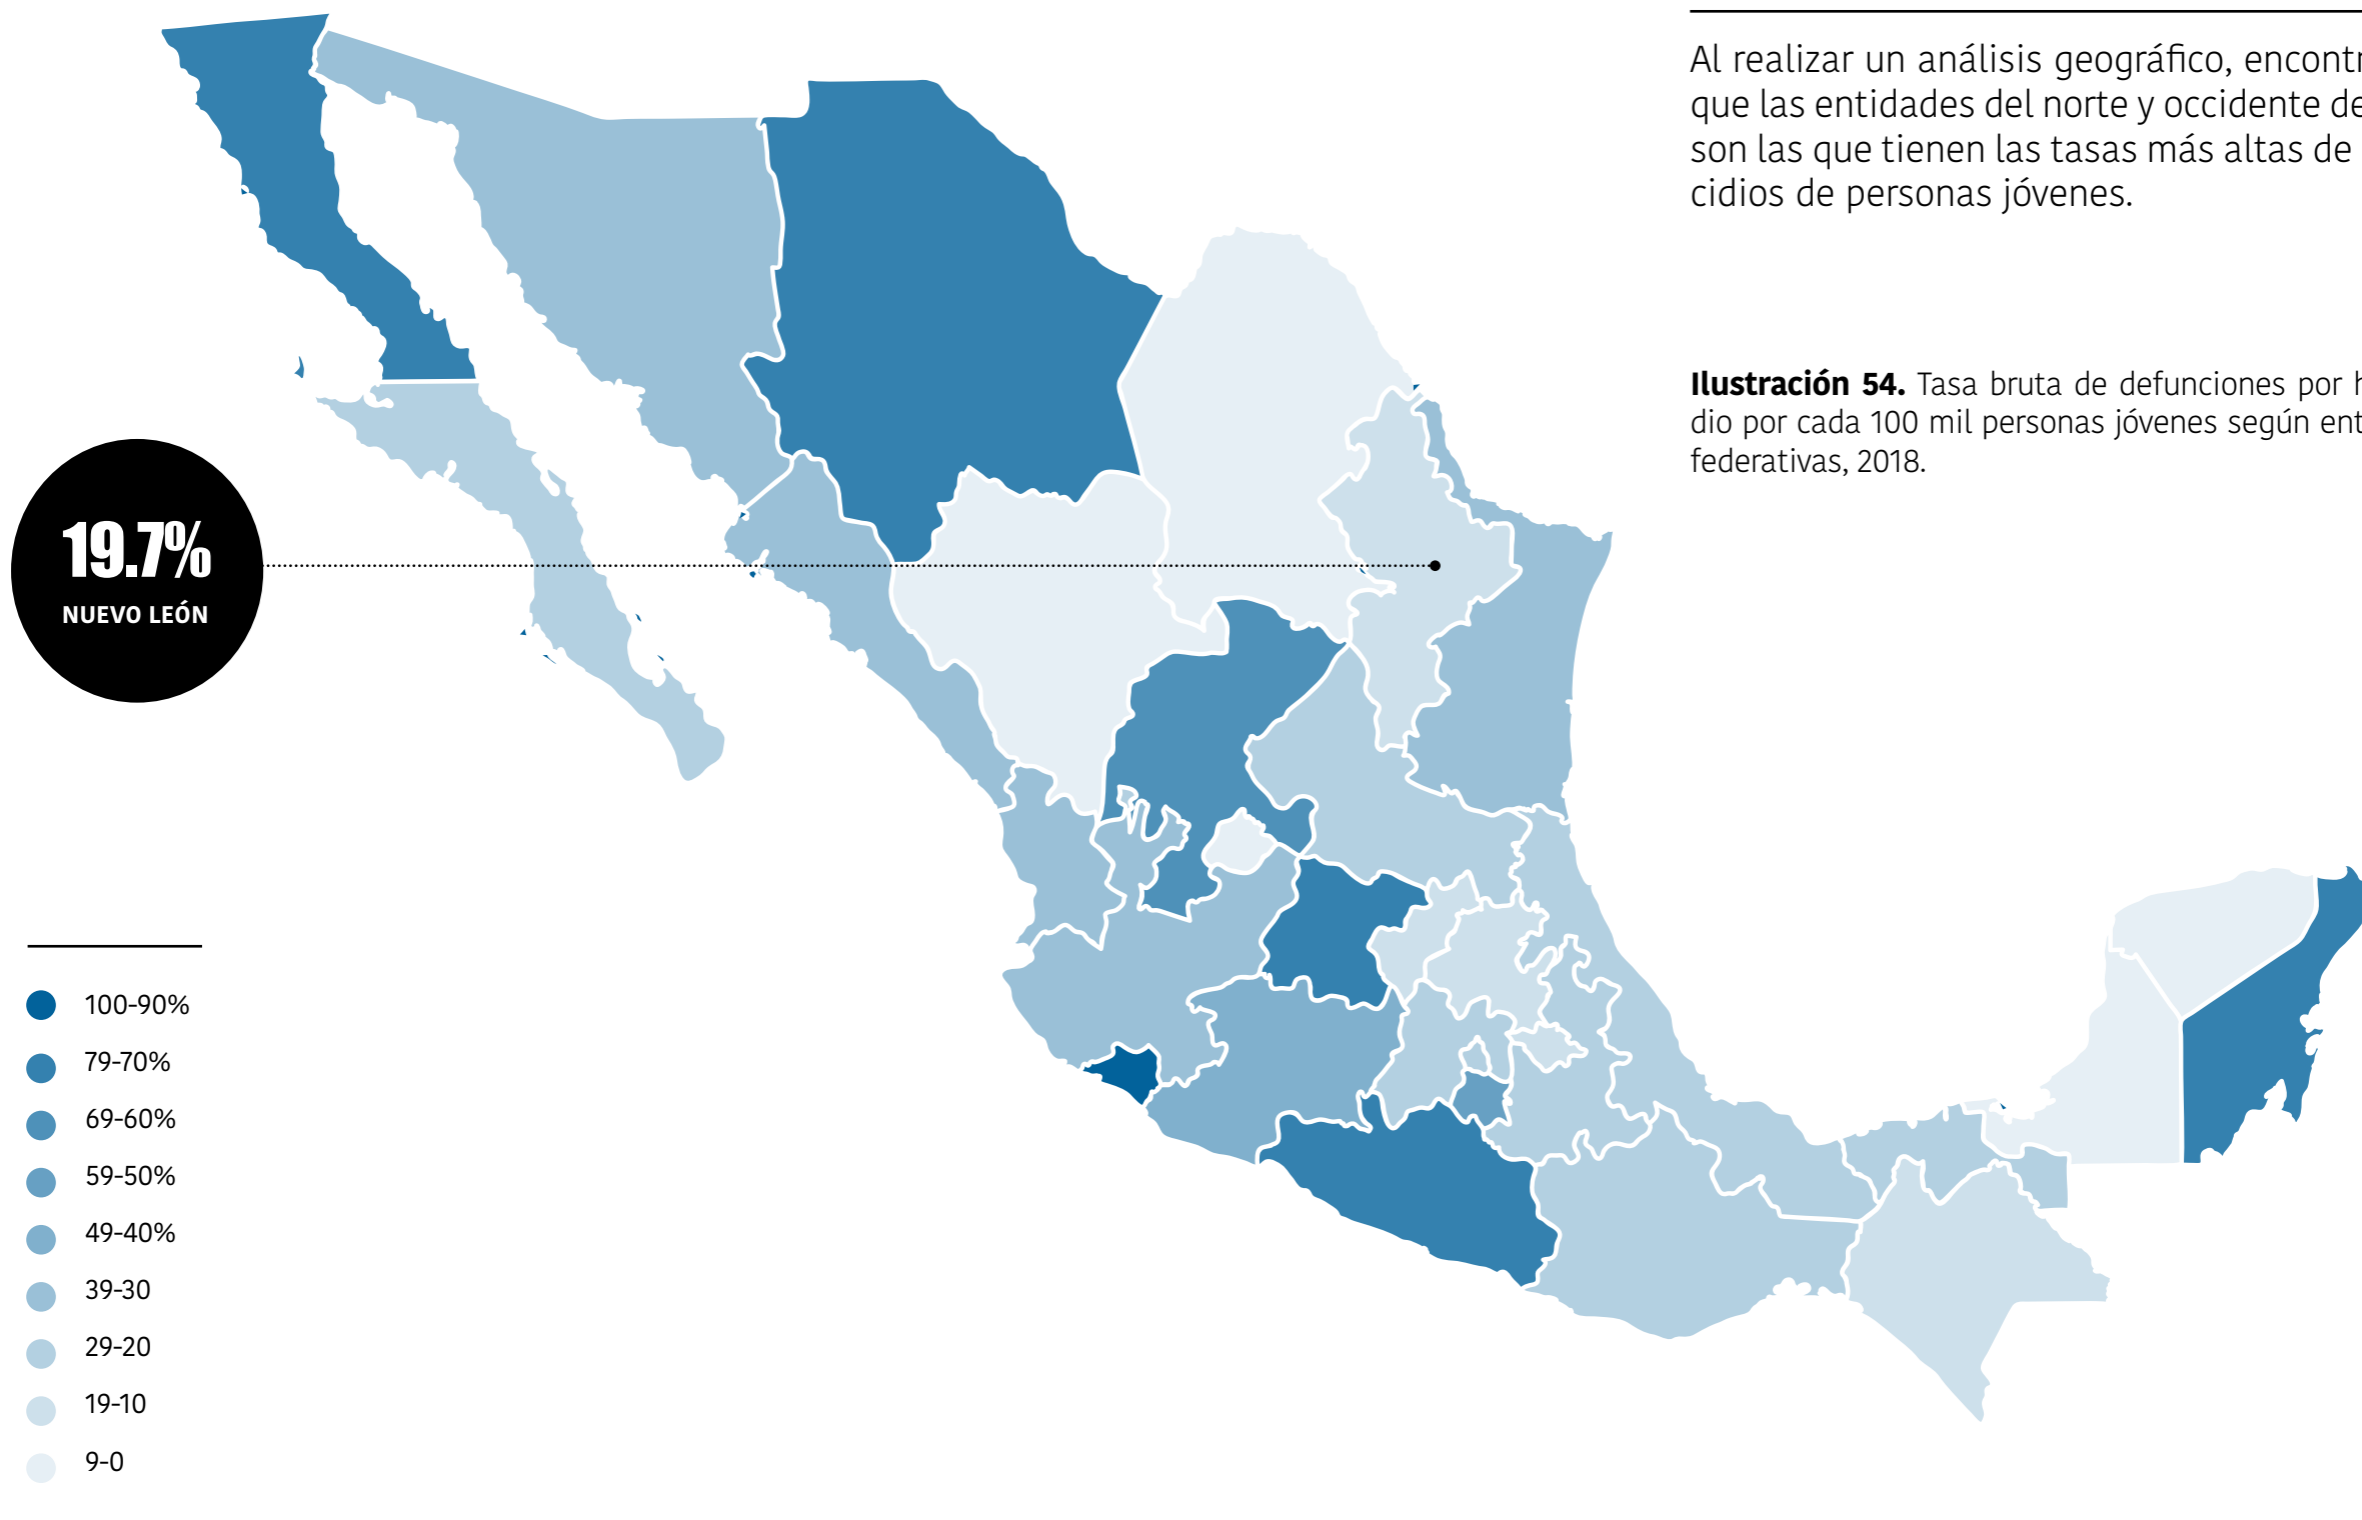 Al realizar un análisis geográfico, encontr
que las entidades del norte y occidente de
son las que tienen las tasas más altas de
cidios de personas jóvenes.
Ilustración 54. Tasa bruta de defunciones por h
dio por cada 100 mil personas jóvenes según ent
federativas, 2018.
19.7%
NUEVO LEÓN
100-90%
79-70%
69-60%
59-50%
49-40%
39-30
29-20
19-10
9-0